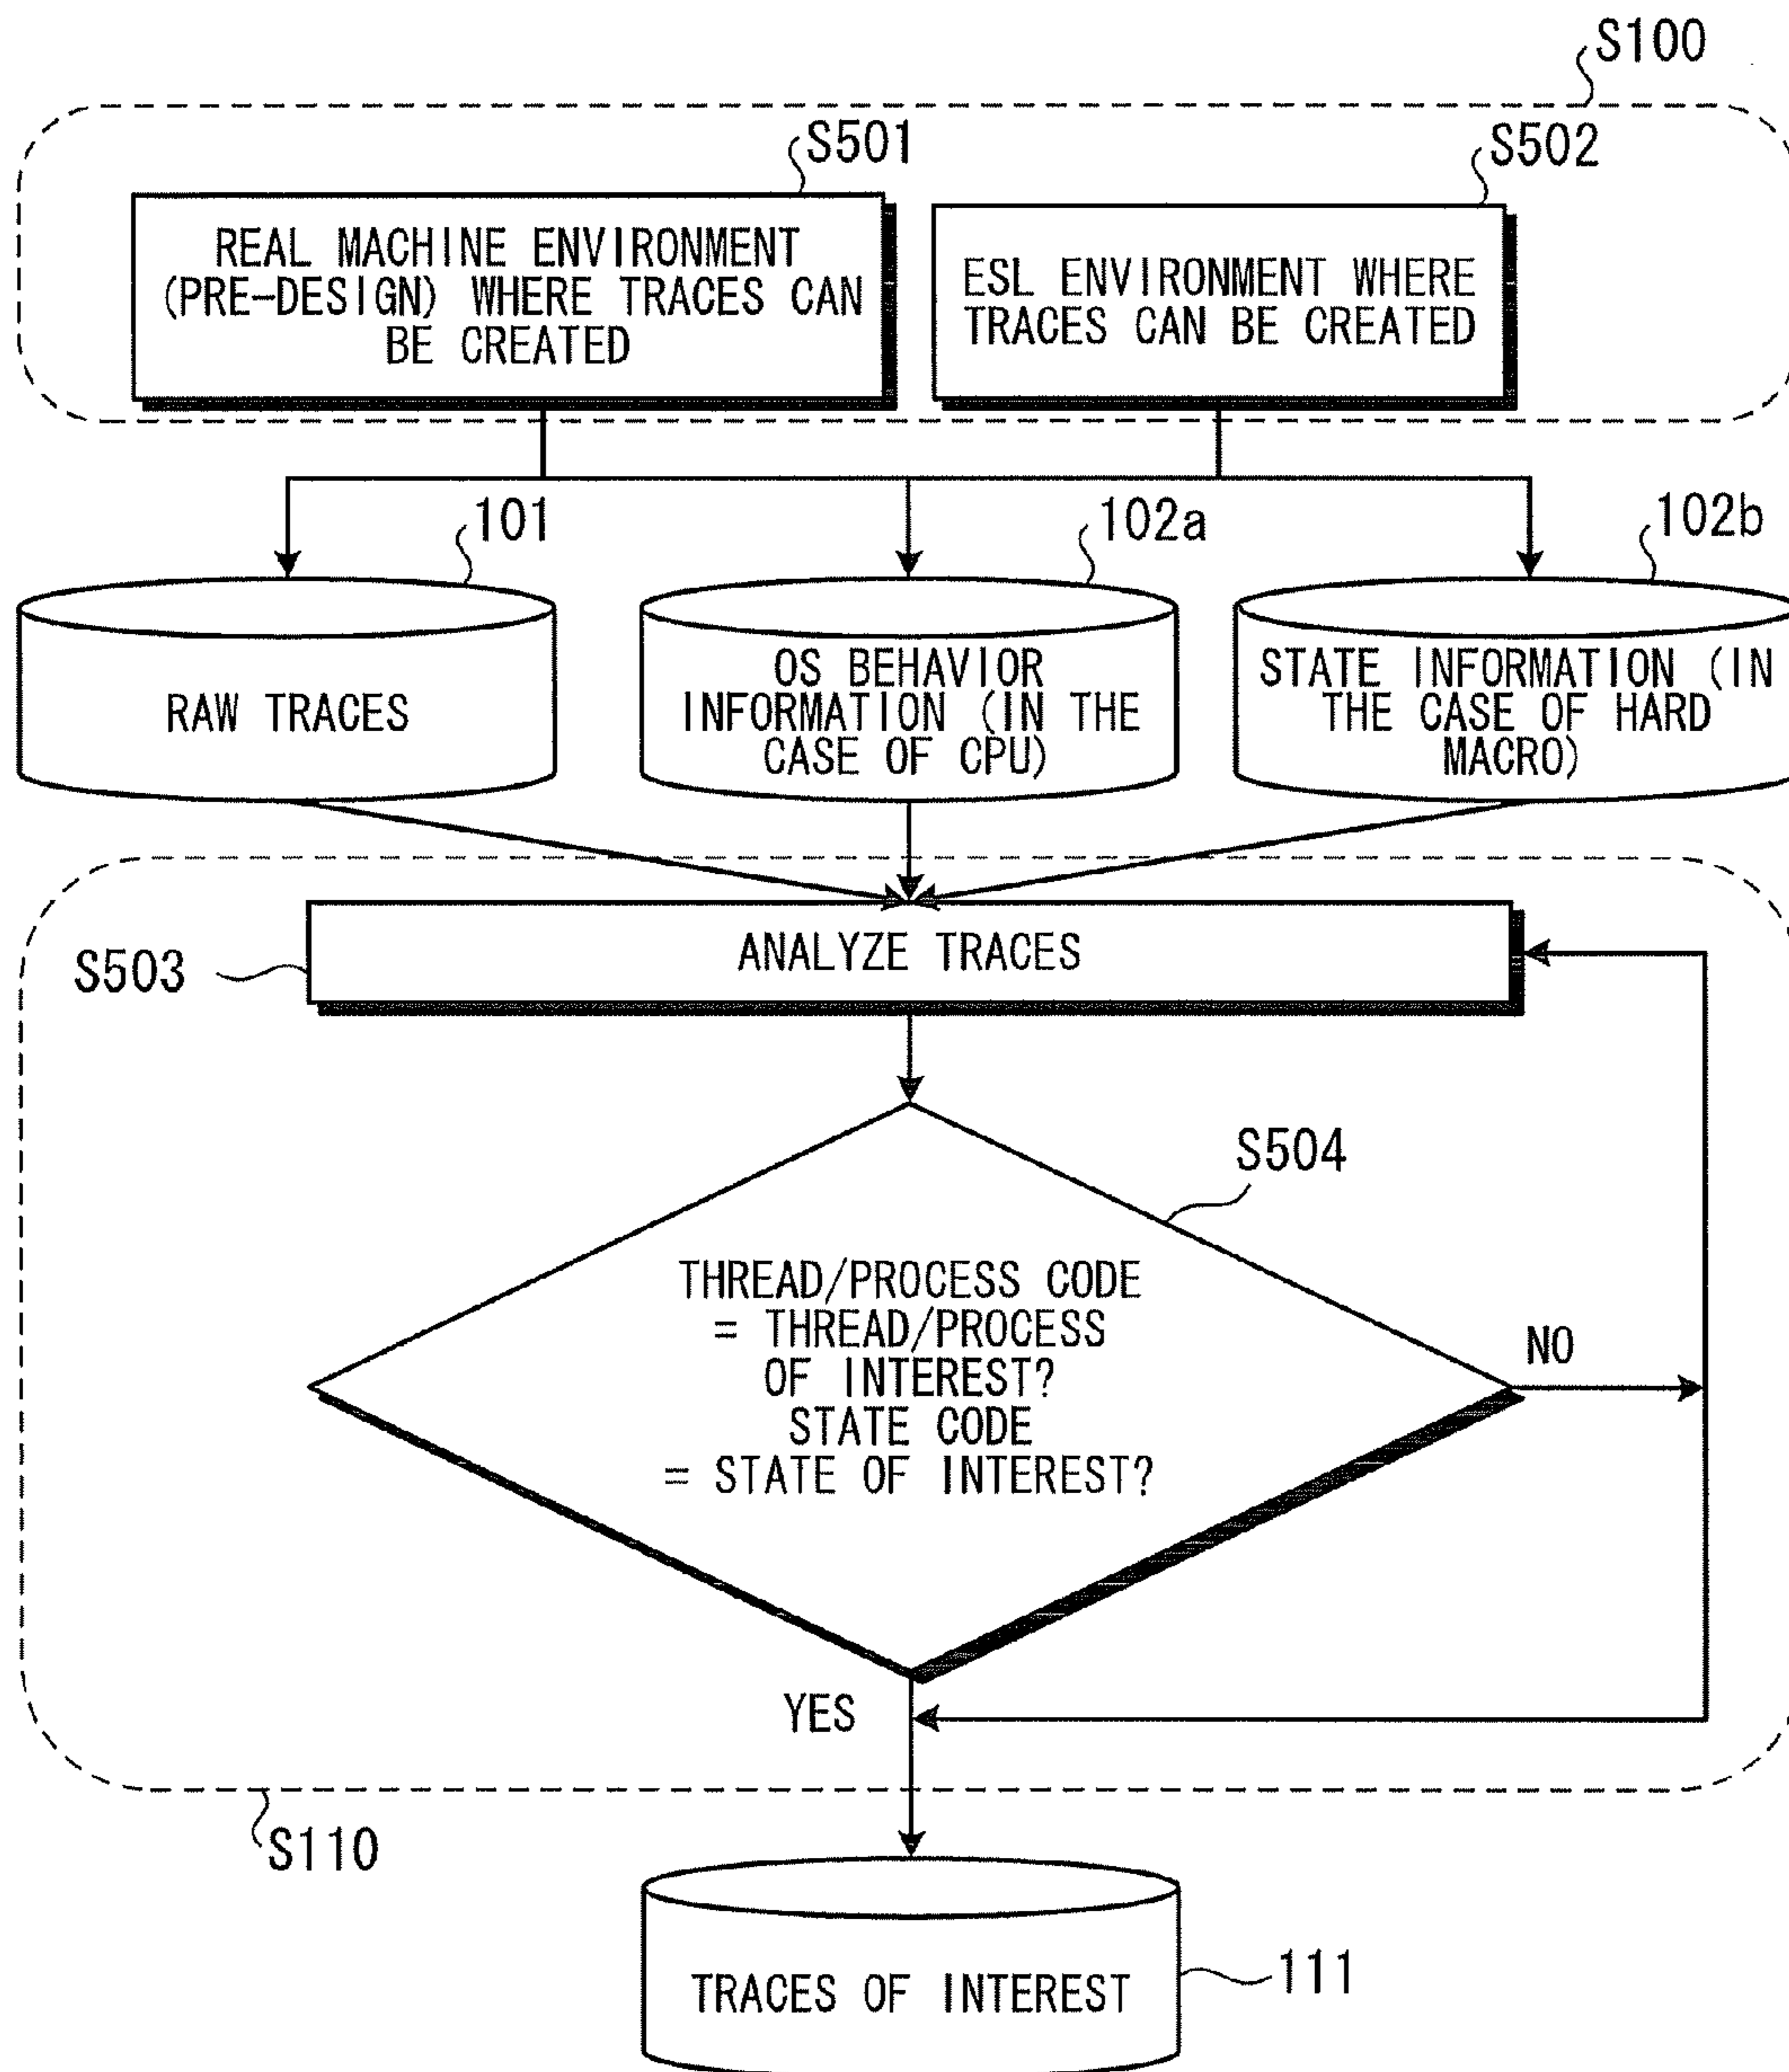 S100
S501
S502
REAL MACHINE ENVIRONMENT
(PRE-DESIGN) WHERE TRACES CAN
BE CREATED
ESL ENVIRONMENT WHERE
TRACES CAN BE CREATED
101
102a
102b
RAW TRACES
OS BEHAVIOR
INFORMATION (IN THE
CASE OF CPU)
STATE INFORMATION (IN
THE CASE OF HARD
MACRO)
S503
ANALYZE TRACES
S504
THREAD/PROCESS CODE
= THREAD/PROCESS
OF INTEREST?
STATE CODE
= STATE OF INTEREST?
NO
YES
S110
TRACES OF INTEREST
111